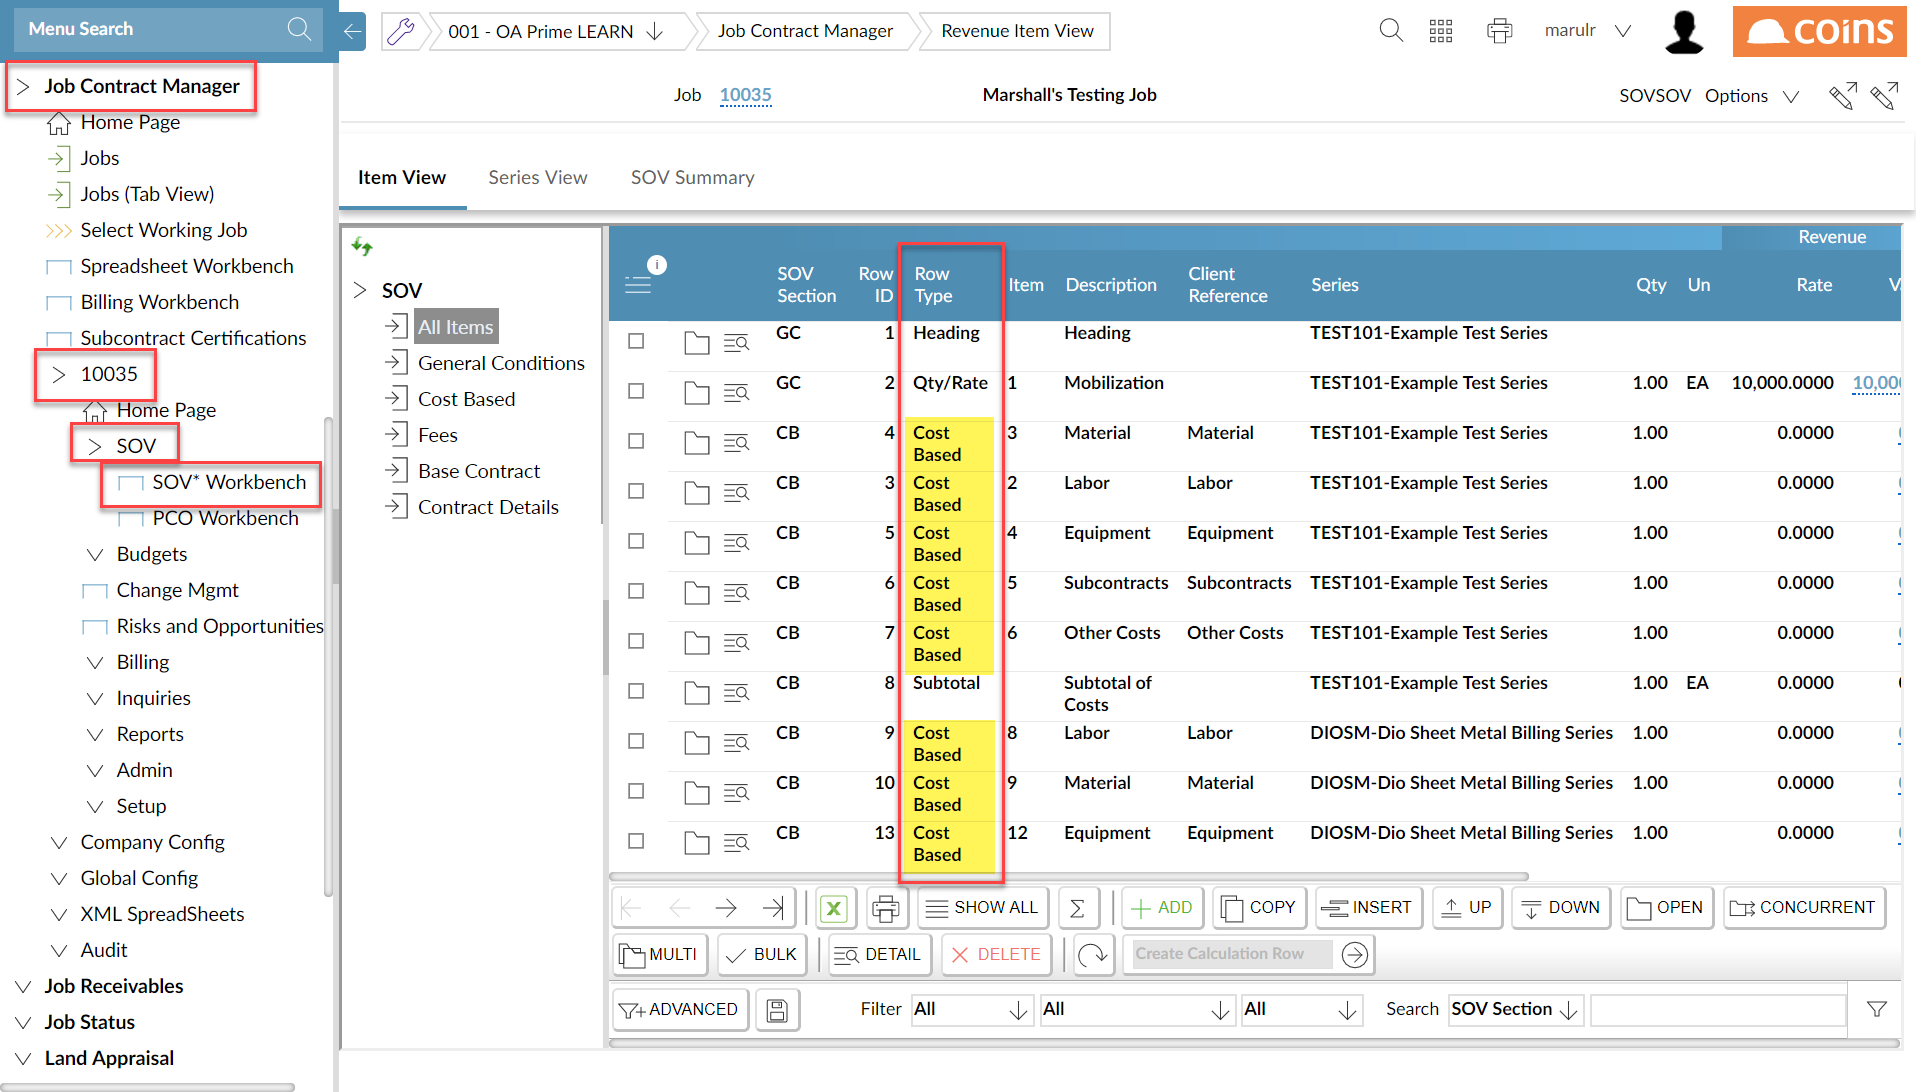 Menu Search
001 - OA Prime LEARN
Job Contract Manager
Revenue Item View
marulr
coins
Job 10035
Marshall's Testing Job
SOVSOV Options
Job Contract Manager
Home Page
Jobs
Jobs (Tab View)
Select Working Job
Spreadsheet Workbench
Billing Workbench
Subcontract Certifications
10035
Home Page
SOV
SOV* Workbench
PCO Workbench
Budgets
Change Mgmt
Risks and Opportunities
Billing
Inquiries
Reports
Admin
Setup
Company Config
Global Config
XML SpreadSheets
Audit
Job Receivables
Job Status
Land Appraisal
Item View
Series View
SOV Summary
SOV
All Items
General Conditions
Cost Based
Fees
Base Contract
Contract Details
Revenue
SOV Section Row ID Row Type Item Description Client Reference Series Qty Un Rate
GC 1 Heading Heading TEST101-Example Test Series
GC 2 Qty/Rate 1 Mobilization TEST101-Example Test Series 1.00 EA 10,000.0000
CB 4 Cost Based 3 Material Material TEST101-Example Test Series 1.00 0.0000
CB 3 Cost Based 2 Labor Labor TEST101-Example Test Series 1.00 0.0000
CB 5 Cost Based 4 Equipment Equipment TEST101-Example Test Series 1.00 0.0000
CB 6 Cost Based 5 Subcontracts Subcontracts TEST101-Example Test Series 1.00 0.0000
CB 7 Cost Based 6 Other Costs Other Costs TEST101-Example Test Series 1.00 0.0000
CB 8 Subtotal Subtotal of Costs TEST101-Example Test Series 1.00 EA 0.0000
CB 9 Cost Based 8 Labor Labor DIOSM-Dio Sheet Metal Billing Series 1.00 0.0000
CB 10 Cost Based 9 Material Material DIOSM-Dio Sheet Metal Billing Series 1.00 0.0000
CB 13 Cost Based 12 Equipment Equipment DIOSM-Dio Sheet Metal Billing Series 1.00 0.0000
SHOW ALL Σ ADD COPY INSERT UP DOWN OPEN CONCURRENT
MULTI BULK DETAIL DELETE Create Calculation Row
ADVANCED Filter All All All Search SOV Section